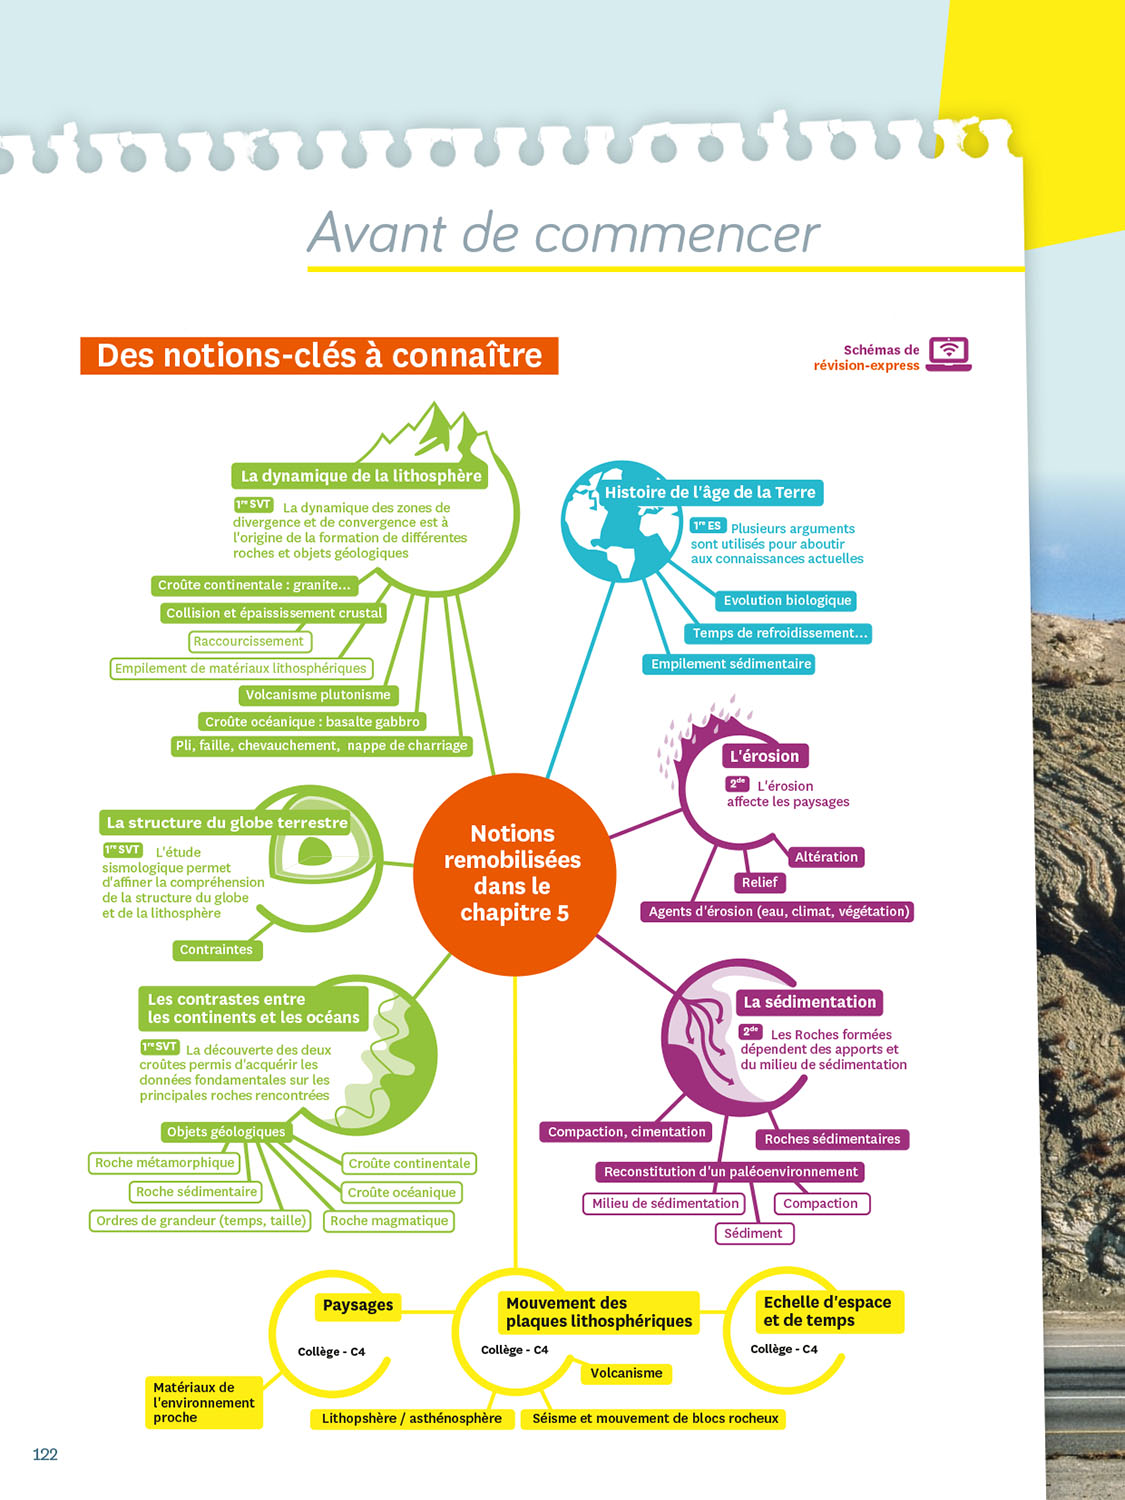 Avant de commencer
Des notions-clés à connaître
Schémas de
révision-express
La dynamique de la lithosphère
1re SVT La dynamique des zones de
divergence et de convergence est à
l'origine de la formation de différentes
roches et objets géologiques
Croûte continentale : granite...
Collision et épaississement crustal
Raccourcissement
Empilement de matériaux lithosphériques
Volcanisme plutonisme
Croûte océanique : basalte gabbro
Pli, faille, chevauchement, nappe de charriage
Histoire de l'âge de la Terre
1re ES Plusieurs arguments
sont utilisés pour aboutir
aux connaissances actuelles
Evolution biologique
Temps de refroidissement...
Empilement sédimentaire
L'érosion
2de L'érosion
affecte les paysages
Altération
Relief
Agents d'érosion (eau, climat, végétation)
La structure du globe terrestre
1re SVT L'étude
sismologique permet
d'affiner la compréhension
de la structure du globe
et de la lithosphère
Contraintes
Notions
remobilisées
dans le
chapitre 5
Les contrastes entre
les continents et les océans
1re SVT La découverte des deux
croûtes permis d'acquérir les
données fondamentales sur les
principales roches rencontrées
Objets géologiques
Roche métamorphique
Croûte continentale
Roche sédimentaire
Croûte océanique
Ordres de grandeur (temps, taille)
Roche magmatique
La sédimentation
2de Les Roches formées
dépendent des apports et
du milieu de sédimentation
Compaction, cimentation
Roches sédimentaires
Reconstitution d'un paléoenvironnement
Milieu de sédimentation
Compaction
Sédiment
Paysages
Collège - C4
Matériaux de
l'environnement
proche
Mouvement des
plaques lithosphériques
Collège - C4
Volcanisme
Lithopshère / asthénosphère
Séisme et mouvement de blocs rocheux
Echelle d'espace
et de temps
Collège - C4
122